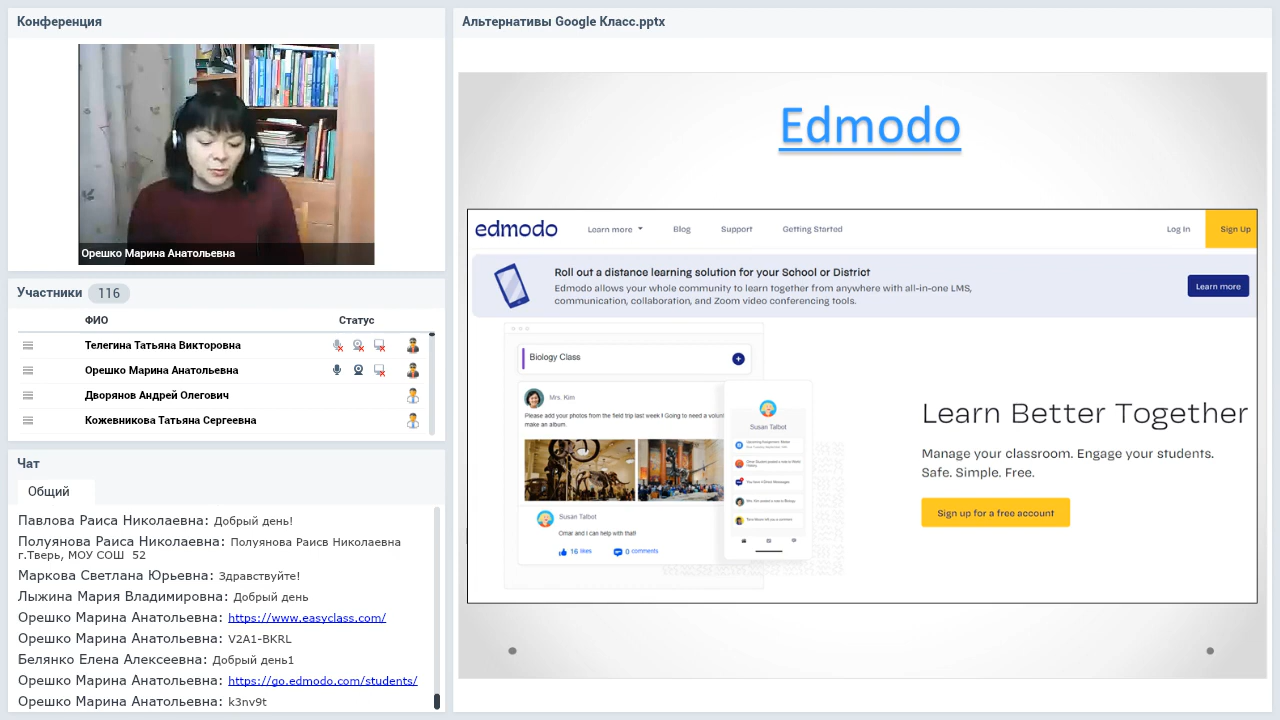 Конференция
Орешко Марина Анатольевна
Участники 116
ФИО Статус
Телегина Татьяна Викторовна
Орешко Марина Анатольевна
Дворянов Андрей Олегович
Кожевникова Татьяна Сергеевна
Чат
Общий
Павлова Раиса Николаевна: Добрый день!
Полуянова Раиса Николаевна: Полуянова Раисв Николаевна
г.Тверь, МОУ СОШ 52
Маркова Светлана Юрьевна: Здравствуйте!
Лыжина Мария Владимировна: Добрый день
Орешко Марина Анатольевна: https://www.easyclass.com/
Орешко Марина Анатольевна: V2A1-BKRL
Белянко Елена Алексеевна: Добрый день1
Орешко Марина Анатольевна: https://go.edmodo.com/students/
Орешко Марина Анатольевна: k3nv9t
Альтернативы Google Класс.pptx
Edmodo
edmodo Learn more Blog Support Getting Started Log In Sign Up
Roll out a distance learning solution for your School or District
Edmodo allows your whole community to learn together from anywhere with all-in-one LMS,
communication, collaboration, and Zoom video conferencing tools.
Learn more
Biology Class
Mrs. Kim
Please add your photos from the field trip last week! Going to need a
make an album.
Susan Talbot
Omar and I can help with that!
16 likes 0 comments
Susan Talbot
Learn Better Together
Manage your classroom. Engage your students.
Safe. Simple. Free.
Sign up for a free account